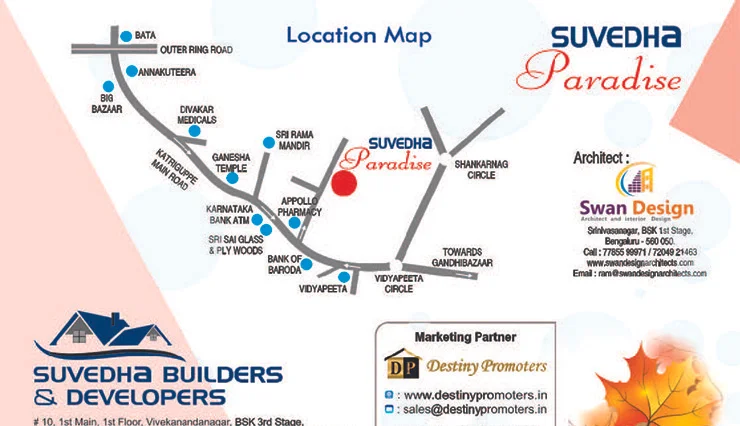 Location Map
SUVEDHA
Paradise
BATA
OUTER RING ROAD
ANNAKUTEERA
BIG
BAZAAR
DIVAKAR
MEDICALS
KATRIGUPPE
MAIN ROAD
GANESHA
TEMPLE
SRI RAMA
MANDIR
SUVEDHA
Paradise
SHANKARNAG
CIRCLE
KARNATAKA
BANK ATM
APPOLLO
PHARMACY
SRI SAI GLASS
& PLY WOODS
BANK OF
BARODA
VIDYAPEETA
VIDYAPEETA
CIRCLE
TOWARDS
GANDHIBAZAAR
Architect :
Swan Design
Architect and interior Design
Srinivasanagar, BSK 1st Stage.
Bengaluru - 560 050.
Call : 77855 99971 / 72049 21463
www.swandesignarchitects.com
Email : ram@swandesignarchitects.com
SUVEDHA BUILDERS
& DEVELOPERS
# 10, 1st Main, 1st Floor, Vivekanandanagar, BSK 3rd Stage,
Marketing Partner
DP
Destiny Promoters
: www.destinypromoters.in
: sales@destinypromoters.in